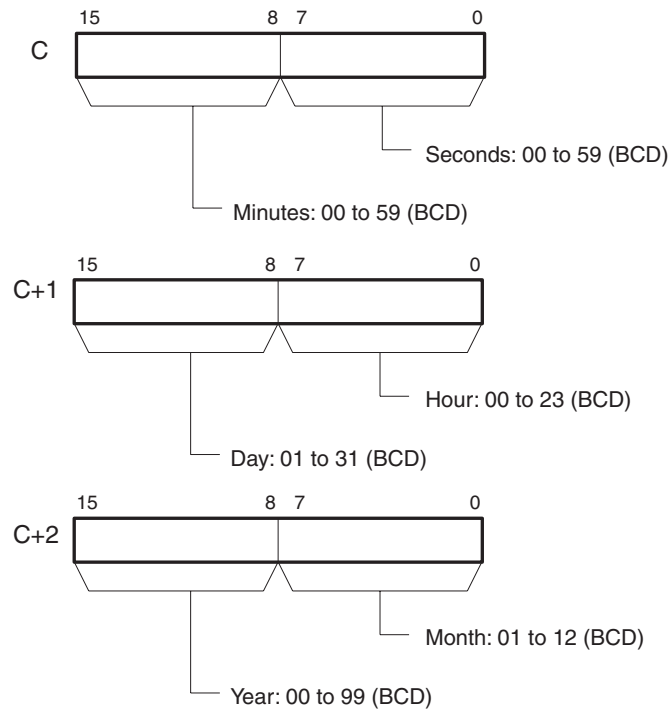 15 8 7 0
C
Seconds: 00 to 59 (BCD)
Minutes: 00 to 59 (BCD)
15 8 7 0
C+1
Hour: 00 to 23 (BCD)
Day: 01 to 31 (BCD)
15 8 7 0
C+2
Month: 01 to 12 (BCD)
Year: 00 to 99 (BCD)